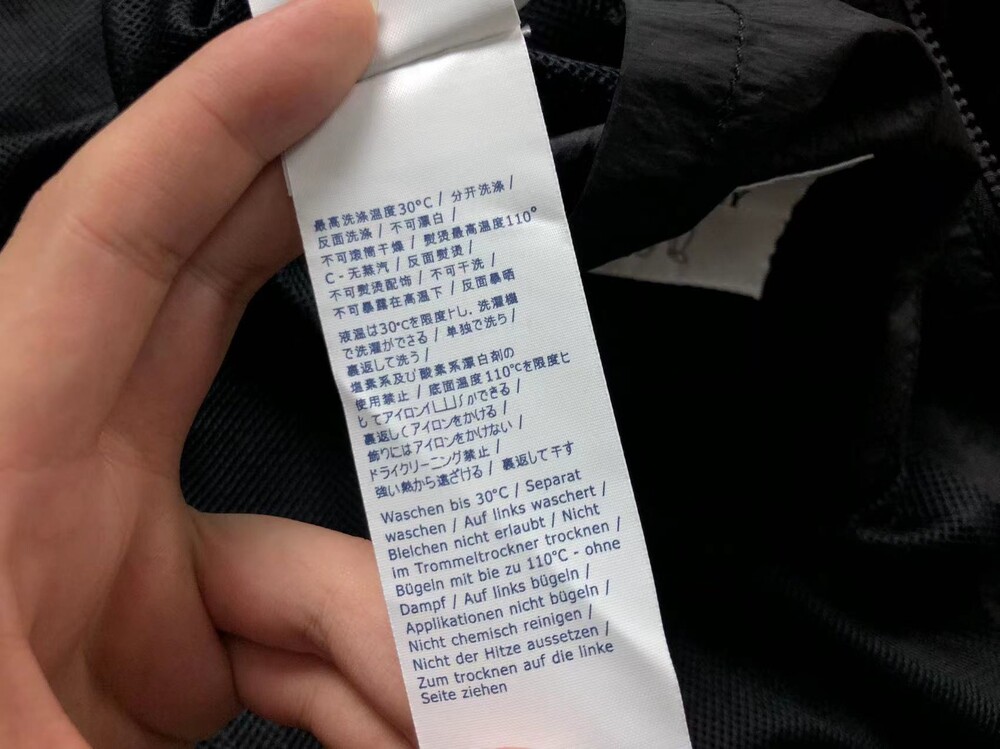 最高洗涤温度30°C / 分开洗涤 /
反面洗涤 / 不可漂白 /
不可滚筒干燥 / 熨烫最高温度110°
C - 无蒸汽 / 反面熨烫 /
不可熨烫配饰 / 不可干洗 /
不可暴露在高温下 / 反面暴晒
液温は30°Cを限度トし、洗濯機
で洗濯ができる / 单独で洗ら /
裏返して洗う /
塩素系及び酸素系漂白剤の
使用禁止 / 底面温度110°Cを限度ヒ
ヒてアイロン ができる /
裏返しくアイロンをかける /
飾りにはアイロンをかけない /
ドライクリーニング禁止 /
強い熱から遠ざける / 裏返して干す
Waschen bis 30°C / Separat
waschen / Auf links waschert /
Bleichen nicht erlaubt / Nicht
im Trommeltrockner trocknen /
Bügeln mit bie zu 110°C - ohne
Dampf / Auf links bügeln /
Applikationen nicht bügeln /
Nicht chemisch reinigen /
Nicht der Hitze aussetzen /
Zum trocknen auf die linke
Seite ziehen